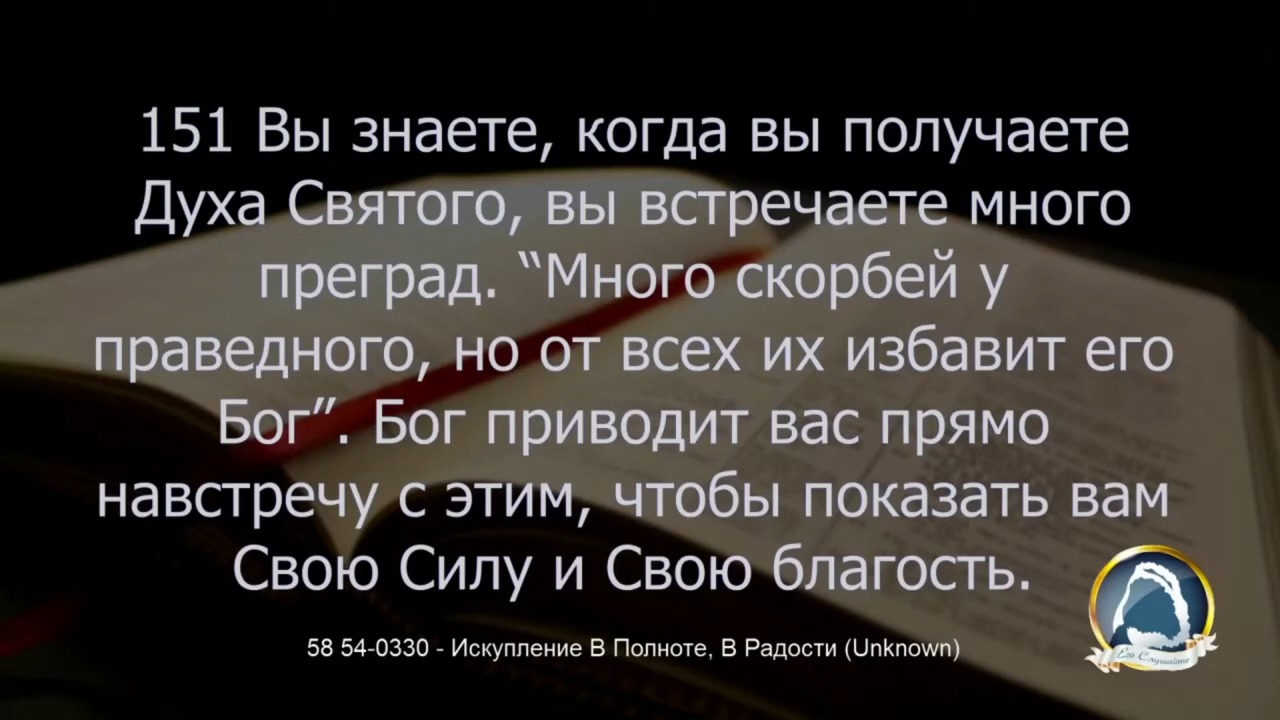 151 Вы знаете, когда вы получаете
Духа Святого, вы встречаете много
преград. “Много скорбей у
праведного, но от всех их избавит его
Бог”. Бог приводит вас прямо
навстречу с этим, чтобы показать вам
Свою Силу и Свою благость.
58 54-0330 - Искупление В Полноте, В Радости (Unknown)
Его Слушайте